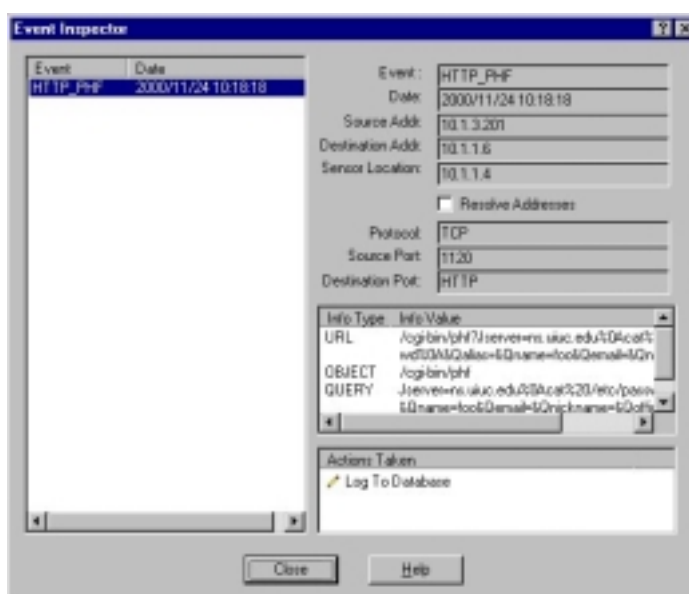 Event Inspector
Event Date
HTTP_PHF 2000/11/24 10:18:18
Event: HTTP_PHF
Date: 2000/11/24 10:18:18
Source Addr: 10.1.3.201
Destination Addr: 10.1.1.6
Sensor Location: 10.1.1.4
Resolve Addresses
Protocol: TCP
Source Port: 1120
Destination Port: HTTP
Info Type Info Value
URL /cgi-bin/phf?Jserver=ns.uiuc.edu%0Acat%
wd%0A&Qalias=&Qname=foo&Qemail=&Qn
OBJECT /cgi-bin/phf
QUERY Jserver=ns.uiuc.edu%0Acat%20/etc/passw
&Qname=foo&Qemail=&Qnickname=&Qoffi
Actions Taken
Log To Database
Close Help